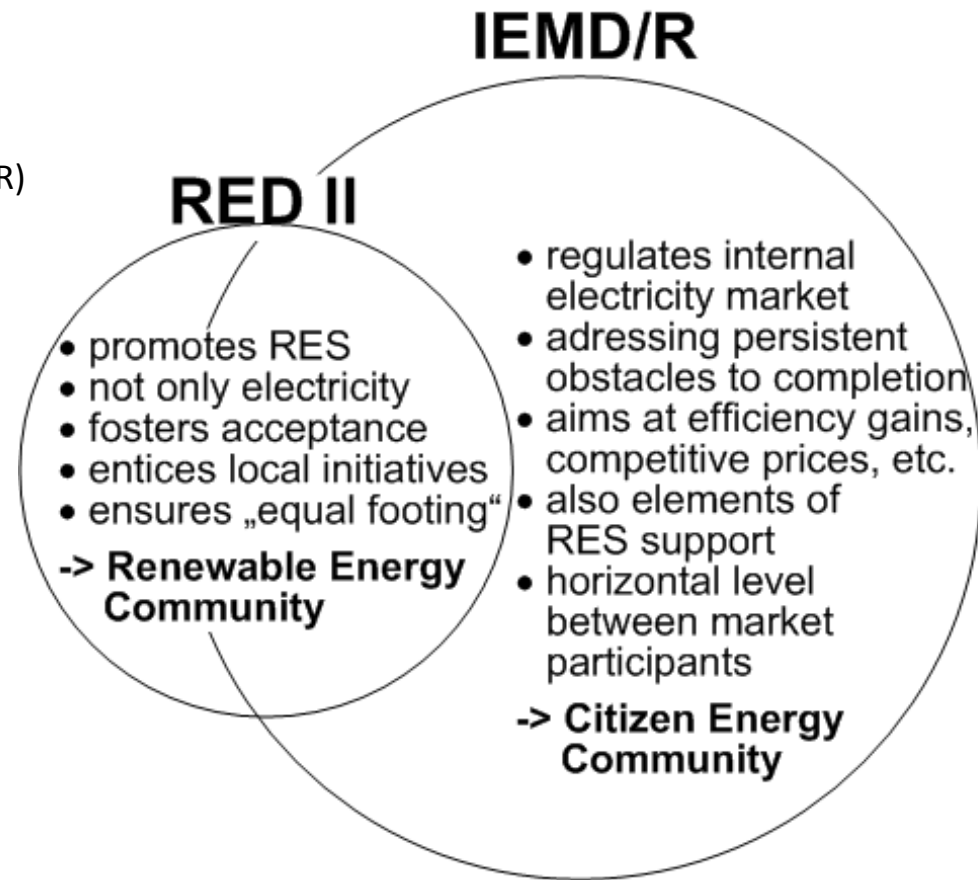 IEMD/R
R)
RED II
• promotes RES
• not only electricity
• fosters acceptance
• entices local initiatives
• ensures „equal footing“
-> Renewable Energy
Community
• regulates internal
electricity market
• adressing persistent
obstacles to completion
• aims at efficiency gains,
competitive prices, etc.
• also elements of
RES support
• horizontal level
between market
participants
-> Citizen Energy
Community